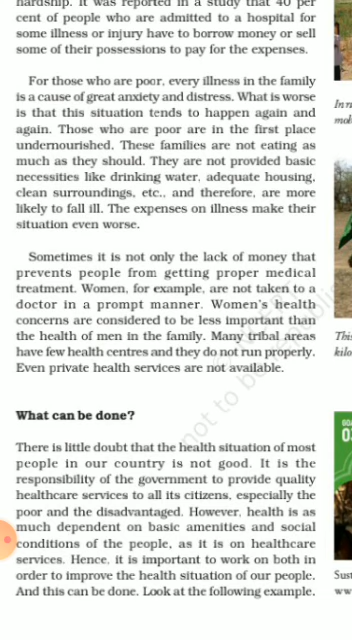 hardship. It was reported in a study that 40 per
cent of people who are admitted to a hospital for
some illness or injury have to borrow money or sell
some of their possessions to pay for the expenses.
For those who are poor, every illness in the family
is a cause of great anxiety and distress. What is worse
is that this situation tends to happen again and
again. Those who are poor are in the first place
undernourished. These families are not eating as
much as they should. They are not provided basic
necessities like drinking water, adequate housing,
clean surroundings, etc., and therefore, are more
likely to fall ill. The expenses on illness make their
situation even worse.
Sometimes it is not only the lack of money that
prevents people from getting proper medical
treatment. Women, for example, are not taken to a
doctor in a prompt manner. Women's health
concerns are considered to be less important than
the health of men in the family. Many tribal areas
have few health centres and they do not run properly.
Even private health services are not available.
What can be done?
There is little doubt that the health situation of most
people in our country is not good. It is the
responsibility of the government to provide quality
healthcare services to all its citizens, especially the
poor and the disadvantaged. However, health is as
much dependent on basic amenities and social
conditions of the people, as it is on healthcare
services. Hence, it is important to work on both in
order to improve the health situation of our people.
And this can be done. Look at the following example.
In r
mob
This
kilo
GOA
03
Sust
ww
not to be